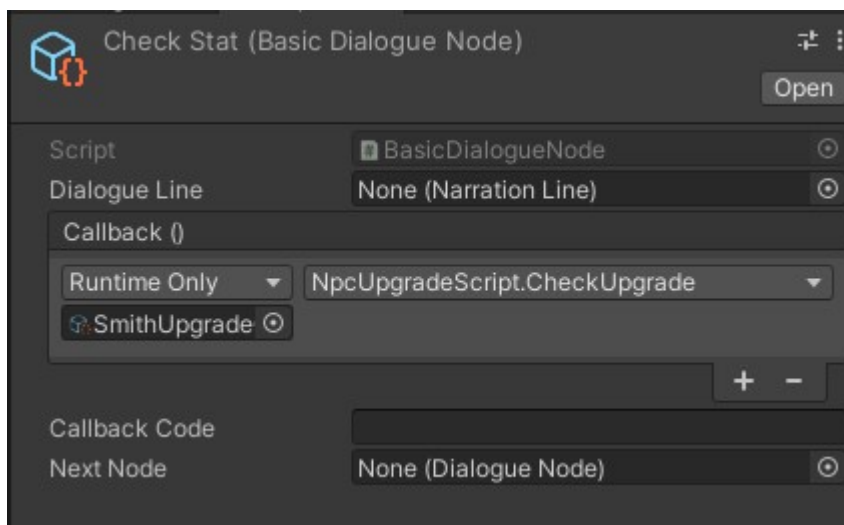 Check Stat (Basic Dialogue Node)
Open
Script BasicDialogueNode
Dialogue Line None (Narration Line)
Callback ()
Runtime Only NpcUpgradeScript.CheckUpgrade
SmithUpgrade
+ −
Callback Code
Next Node None (Dialogue Node)